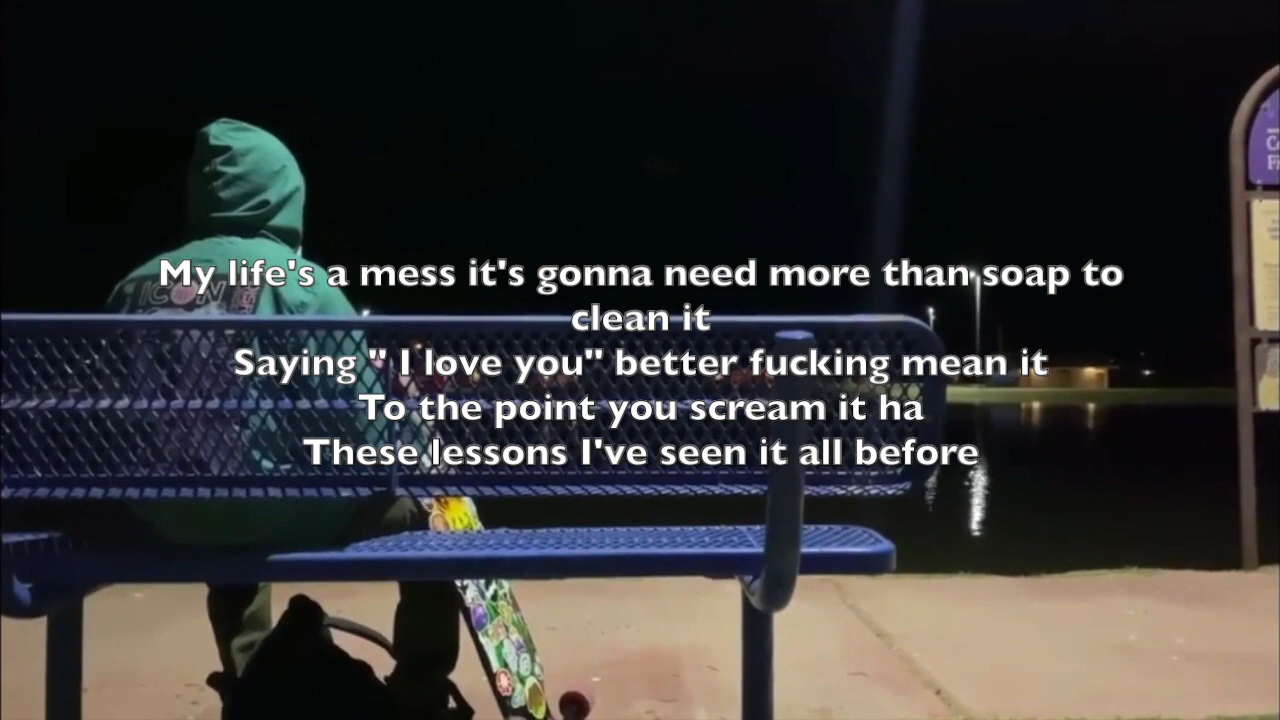 My life's a mess it's gonna need more than soap to
clean it
Saying " I love you" better fucking mean it
To the point you scream it ha
These lessons I've seen it all before
ICON